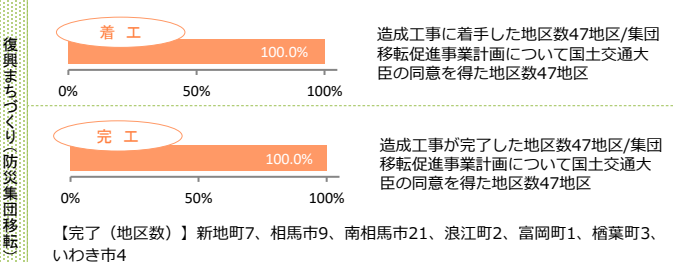 復興まちづくり（防災集団移転）
着 工
100.0%
0%
50%
100%
造成工事に着手した地区数47地区/集団
移転促進事業計画について国土交通大
臣の同意を得た地区数47地区
完 工
100.0%
0%
50%
100%
造成工事が完了した地区数47地区/集団
移転促進事業計画について国土交通大
臣の同意を得た地区数47地区
【完了（地区数）】新地町7、相馬市9、南相馬市21、浪江町2、富岡町1、楢葉町3、
いわき市4